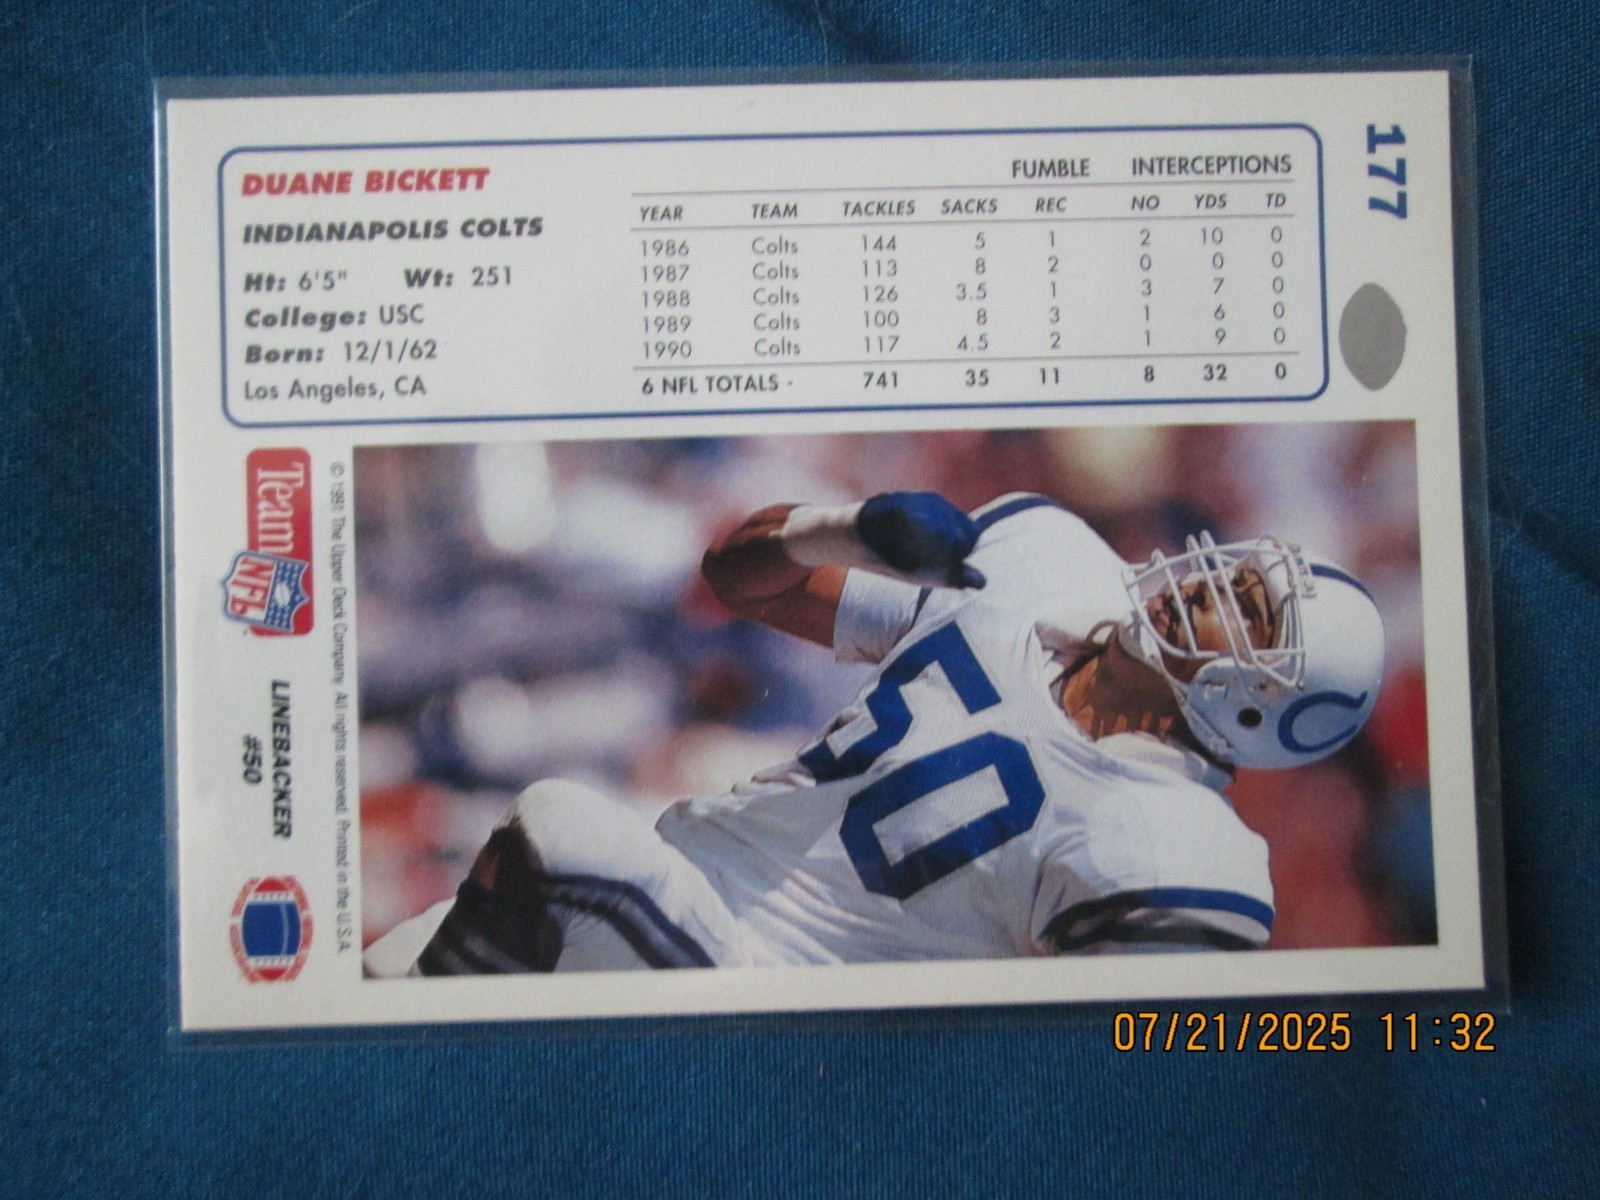 177
DUANE BICKETT
INDIANAPOLIS COLTS
Ht: 6'5" Wt: 251
College: USC
Born: 12/1/62
Los Angeles, CA
FUMBLE INTERCEPTIONS
YEAR TEAM TACKLES SACKS REC NO YDS TD
1986 Colts 144 5 1 2 10 0
1987 Colts 113 8 2 0 0 0
1988 Colts 126 3.5 1 3 7 0
1989 Colts 100 8 3 1 6 0
1990 Colts 117 4.5 2 1 9 0
6 NFL TOTALS - 741 35 11 8 32 0
© 1991 The Upper Deck Company. All rights reserved. Printed in the U.S.A.
Team
NFL
LINEBACKER
#50
50
07/21/2025 11:32